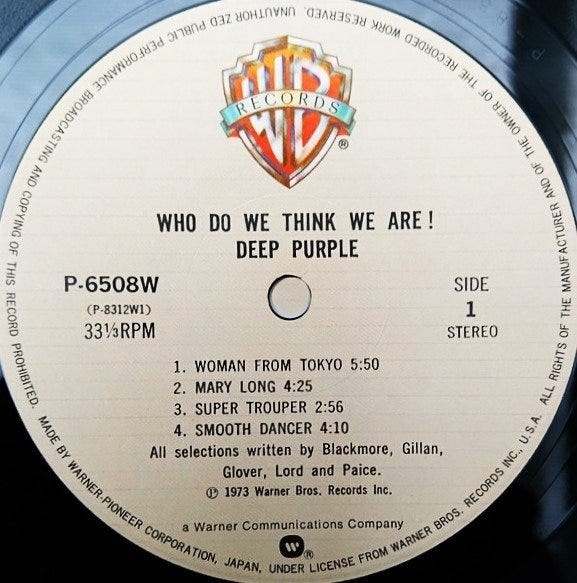 WB
RECORDS
®
WHO DO WE THINK WE ARE!
DEEP PURPLE
P-6508W
(P-8312W1)
33⅓RPM
SIDE
1
STEREO
1. WOMAN FROM TOKYO 5:50
2. MARY LONG 4:25
3. SUPER TROUPER 2:56
4. SMOOTH DANCER 4:10
All selections written by Blackmore, Gillan,
Glover, Lord and Paice.
℗ 1973 Warner Bros. Records Inc.
a Warner Communications Company
®
MADE BY WARNER-PIONEER CORPORATION, JAPAN, UNDER LICENSE FROM WARNER BROS. RECORDS INC., U.S.A. ALL RIGHTS OF THE MANUFACTURER AND OF THE OWNER OF THE RECORDED WORK RESERVED. UNAUTHORIZED PUBLIC PERFORMANCE BROADCASTING AND COPYING OF THIS RECORD PROHIBITED.